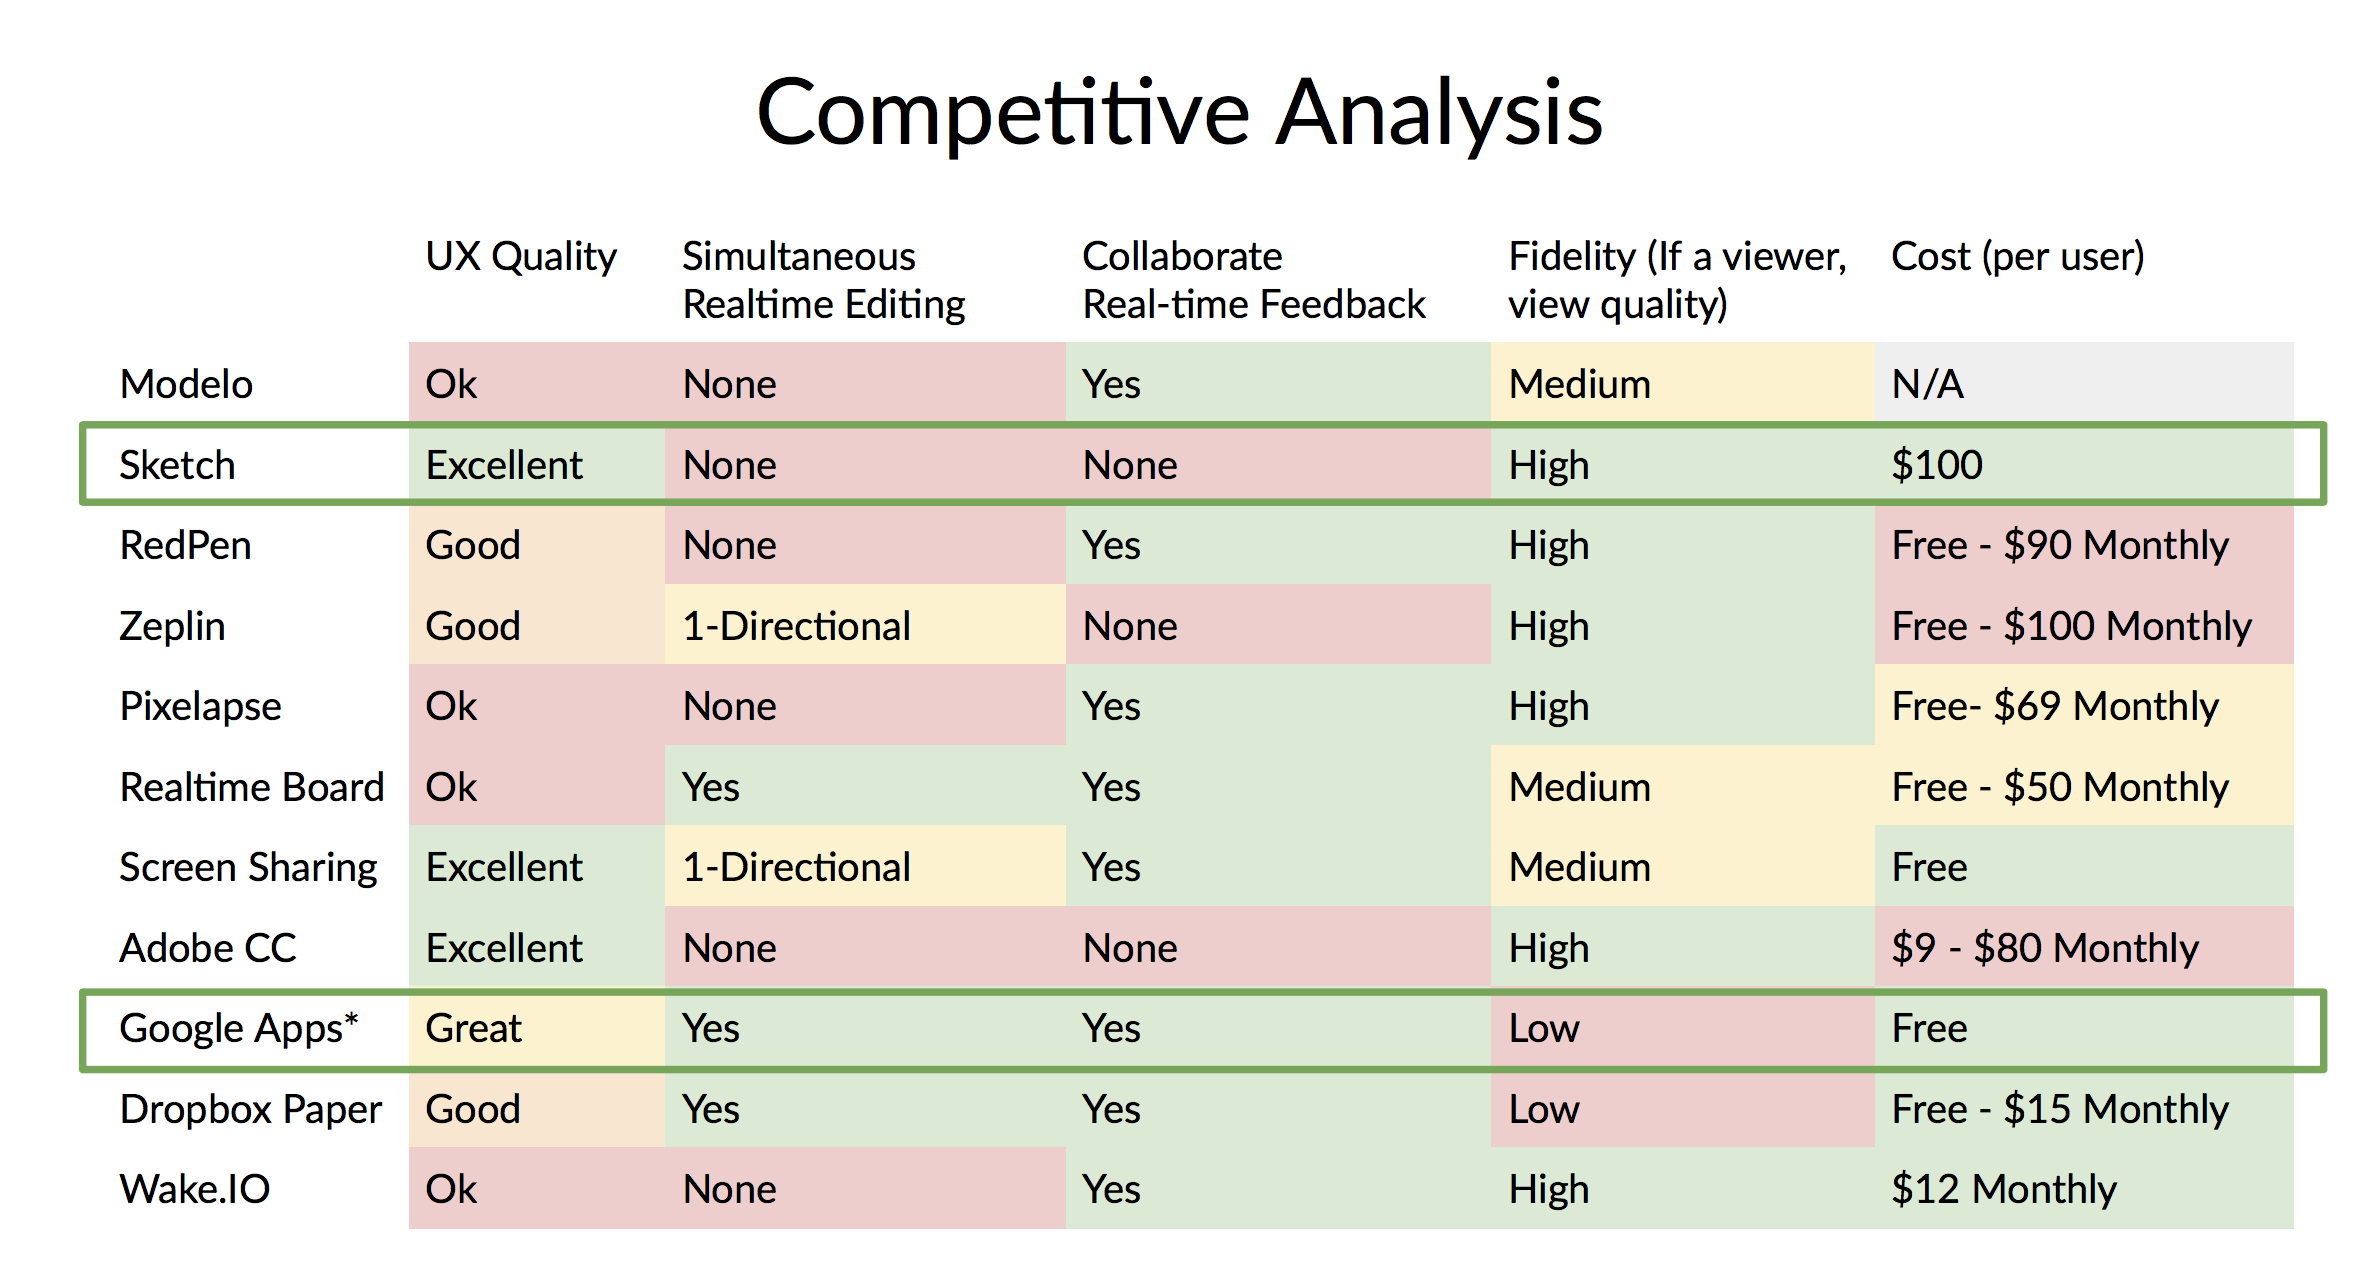 Competitive Analysis
UX Quality
Simultaneous
Realtime Editing
Collaborate
Real-time Feedback
Fidelity (If a viewer,
view quality)
Cost (per user)
Modelo Ok None Yes Medium N/A
Sketch Excellent None None High $100
RedPen Good None Yes High Free - $90 Monthly
Zeplin Good 1-Directional None High Free - $100 Monthly
Pixelapse Ok None Yes High Free- $69 Monthly
Realtime Board Ok Yes Yes Medium Free - $50 Monthly
Screen Sharing Excellent 1-Directional Yes Medium Free
Adobe CC Excellent None None High $9 - $80 Monthly
Google Apps* Great Yes Yes Low Free
Dropbox Paper Good Yes Yes Low Free - $15 Monthly
Wake.IO Ok None Yes High $12 Monthly